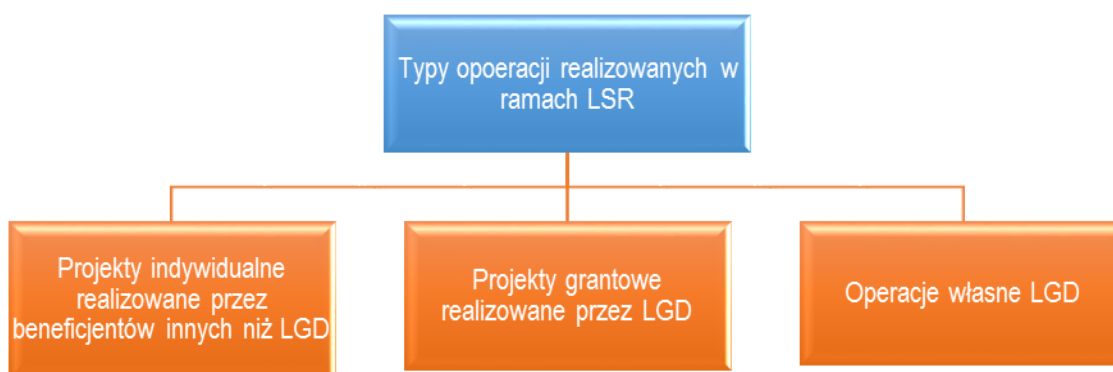 Typy opoeracji realizowanych w
ramach LSR
Projekty indywidualne
realizowane przez
beneficjentów innych niż LGD
Projekty grantowe
realizowane przez LGD
Operacje własne LGD